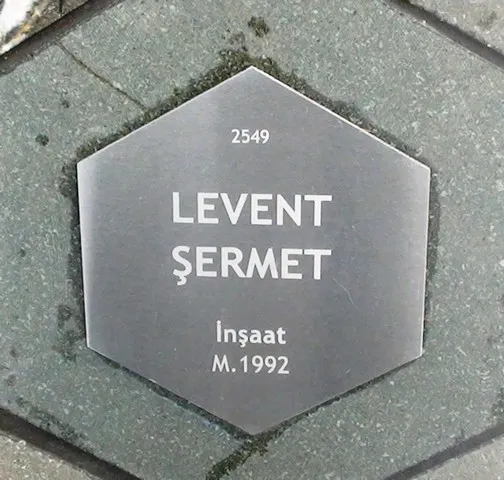 2549
LEVENT
ŞERMET
İnşaat
M.1992